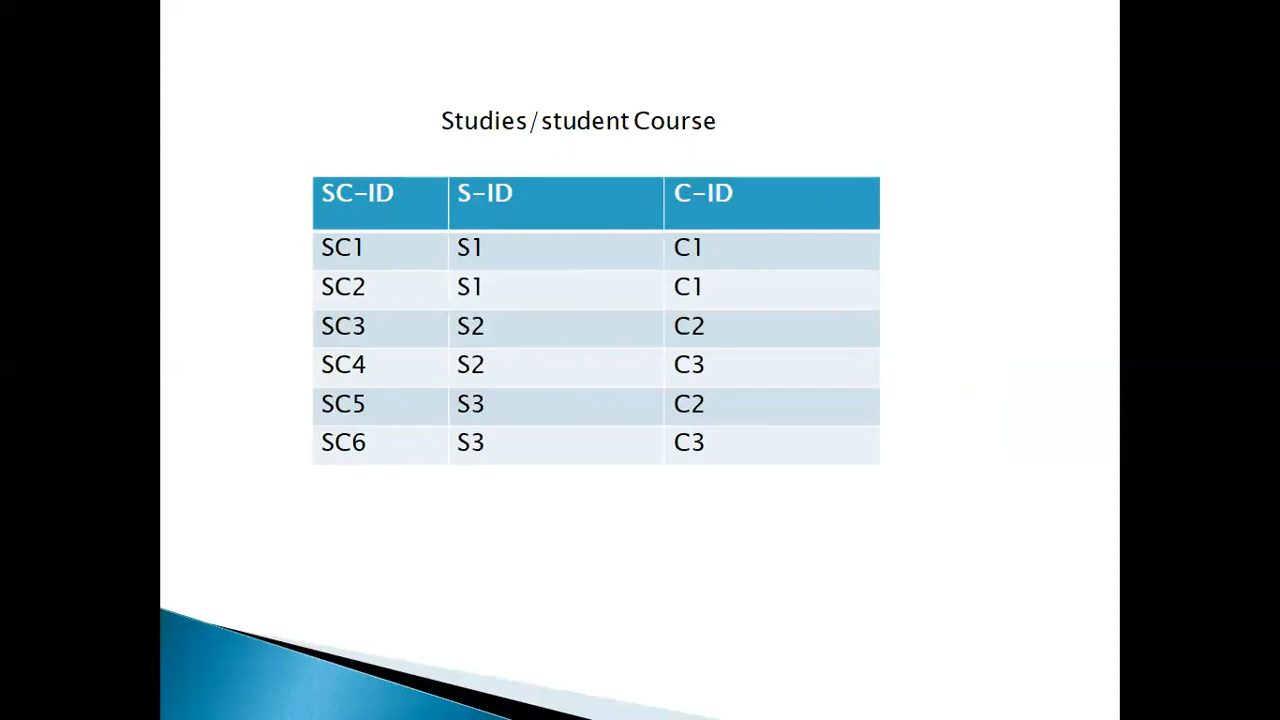 Studies/student Course
SC-ID S-ID C-ID
SC1 S1 C1
SC2 S1 C1
SC3 S2 C2
SC4 S2 C3
SC5 S3 C2
SC6 S3 C3